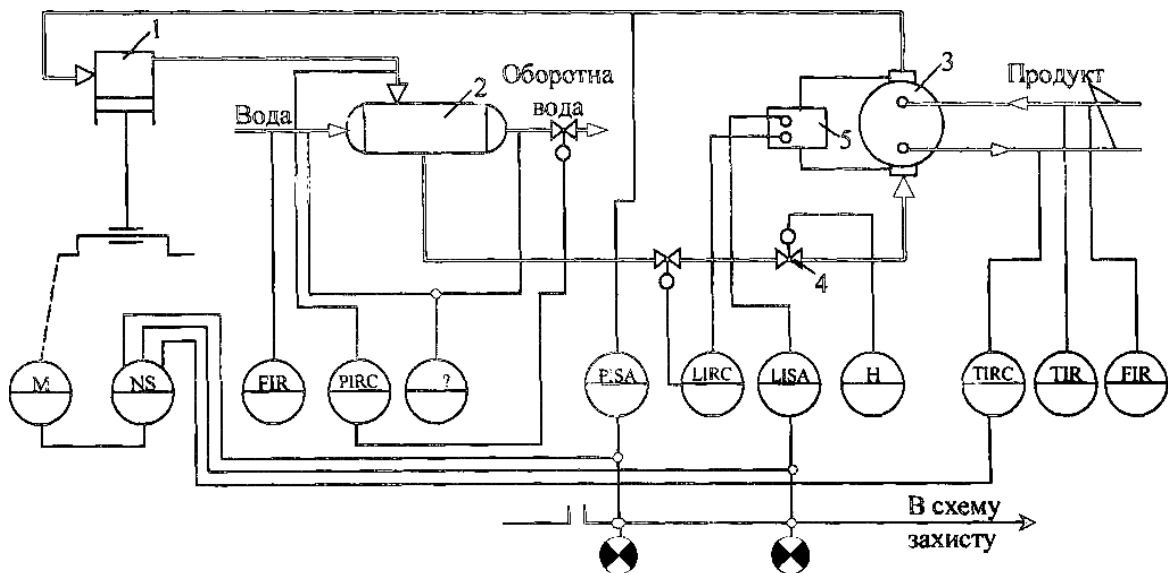 1
2
Оборотна
вода
Вода
3
Продукт
5
4
M
NS
FIR
PIRC
?
PISA
LIRC
LISA
H
TIRC
TIR
FIR
В схему
захисту